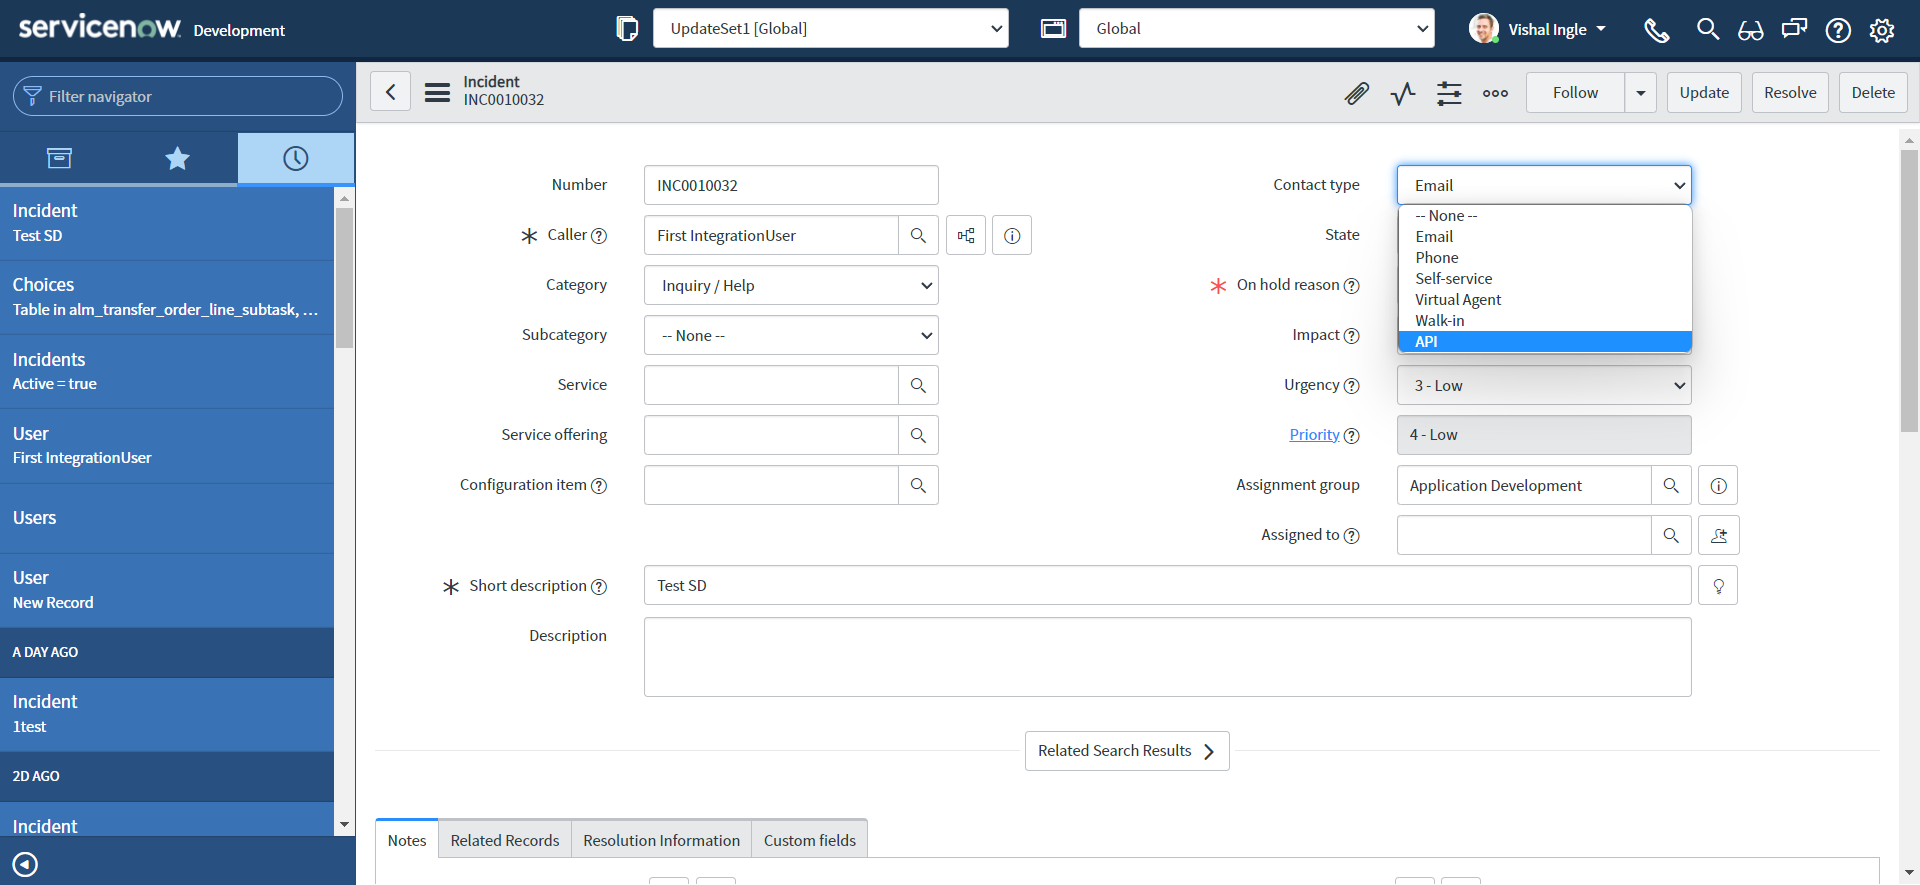 servicenow. Development
UpdateSet1 [Global]
Global
Vishal Ingle
Filter navigator
Incident
INC0010032
Follow
Update
Resolve
Delete
Incident
Test SD
Choices
Table in alm_transfer_order_line_subtask, ...
Incidents
Active = true
User
First IntegrationUser
Users
User
New Record
A DAY AGO
Incident
1test
2D AGO
Incident
Number
INC0010032
Caller
First IntegrationUser
Category
Inquiry / Help
Subcategory
-- None --
Service
Service offering
Configuration item
Contact type
Email
-- None --
Email
Phone
Self-service
Virtual Agent
Walk-in
API
State
On hold reason
Impact
Urgency
3 - Low
Priority
4 - Low
Assignment group
Application Development
Assigned to
Short description
Test SD
Description
Related Search Results
Notes
Related Records
Resolution Information
Custom fields